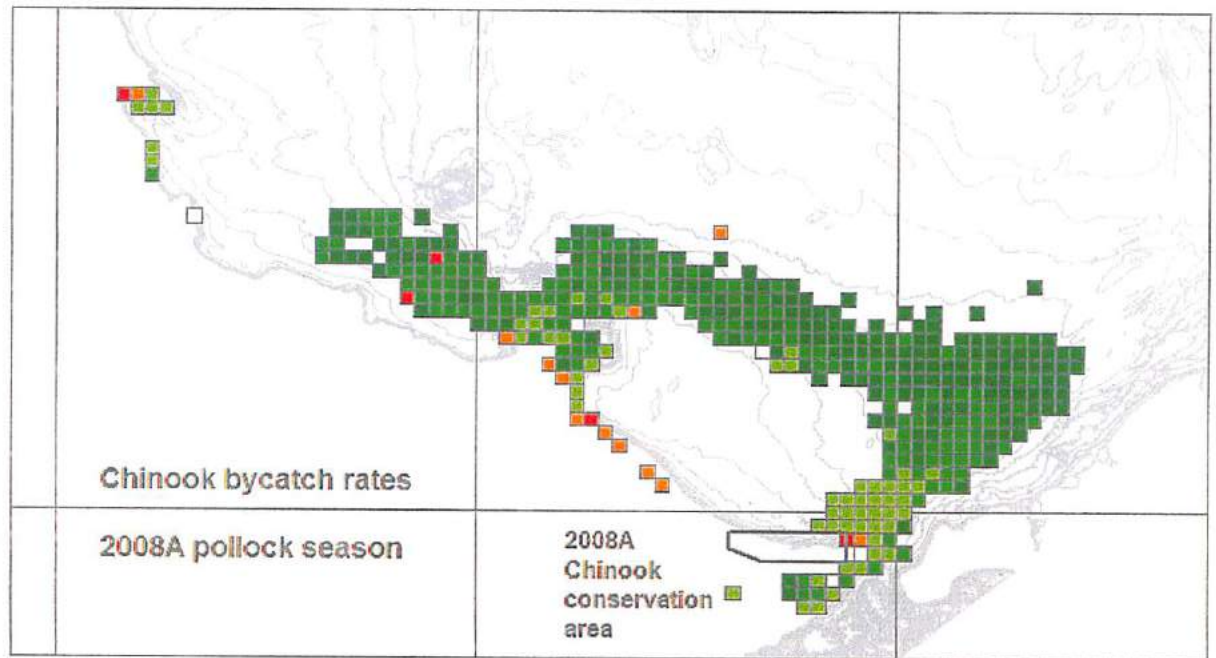 Chinook bycatch rates
2008A pollock season
2008A
Chinook
conservation
area